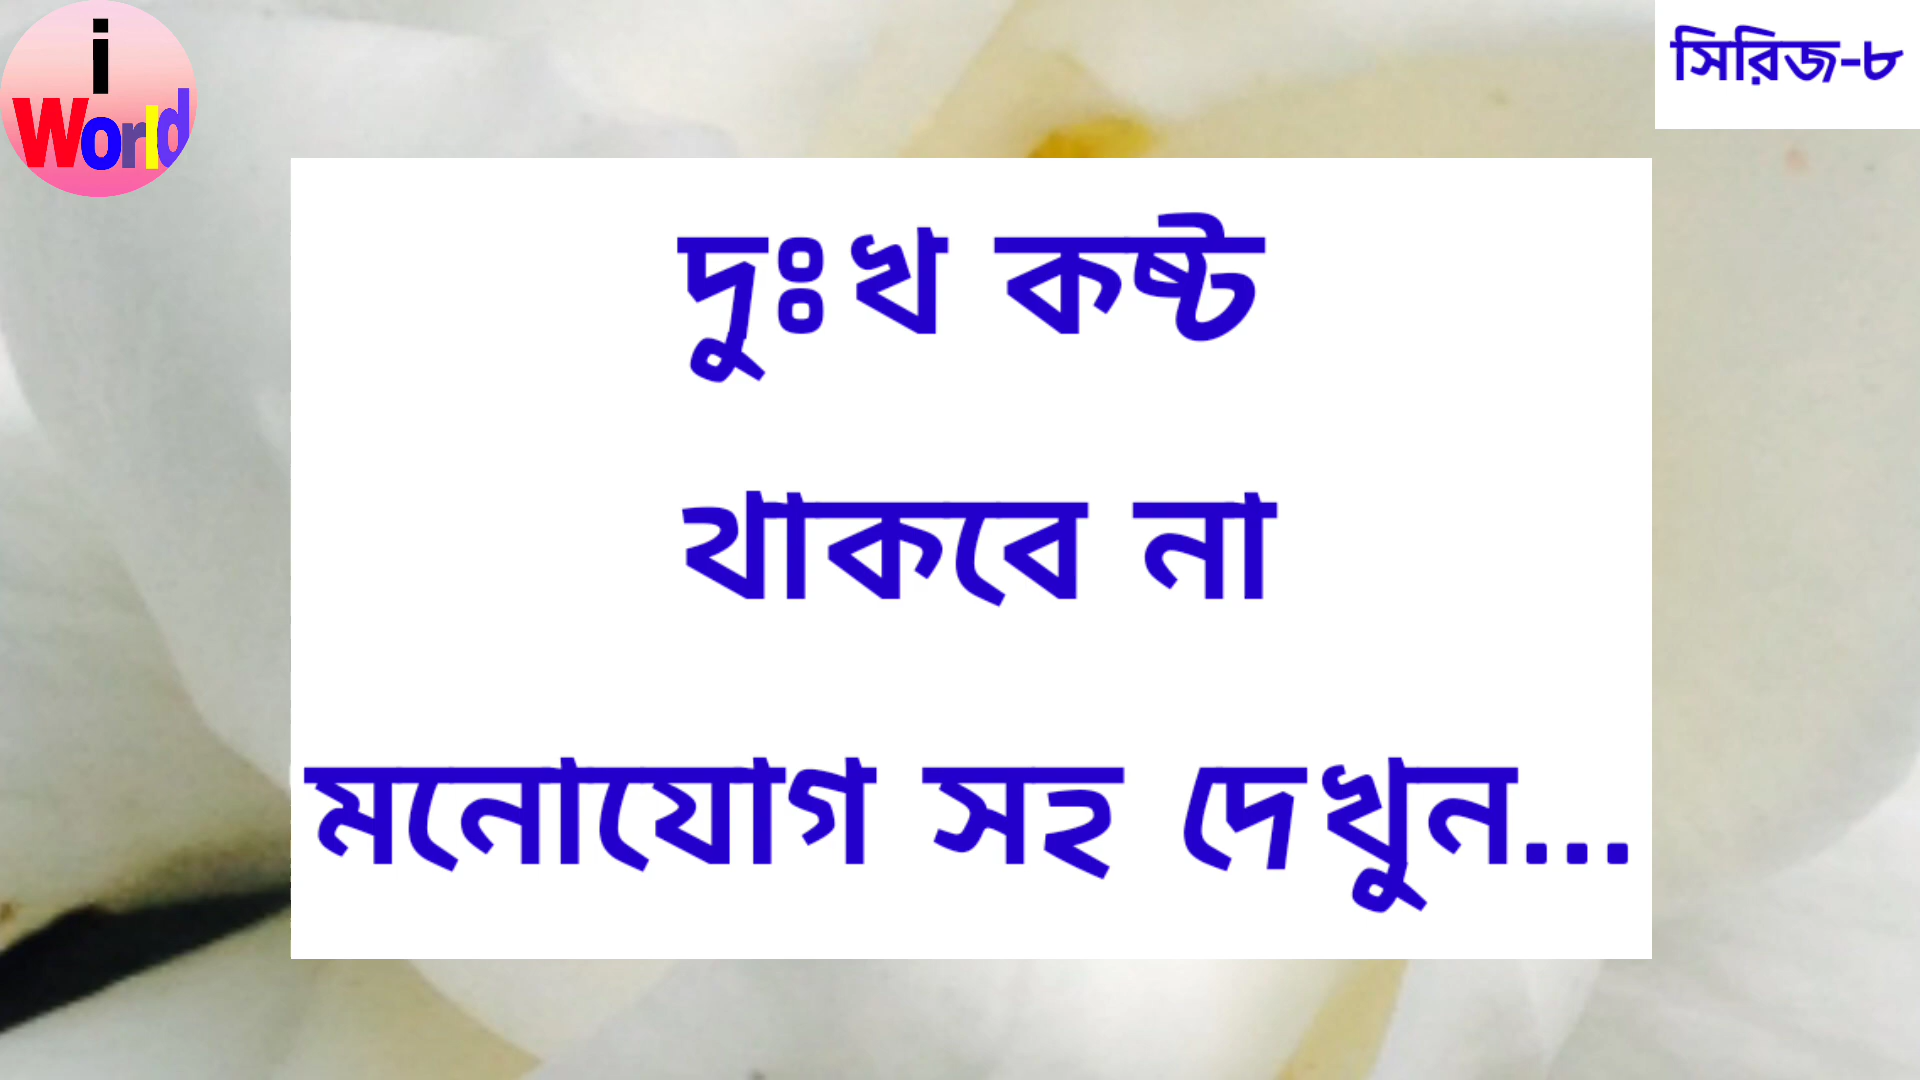 i
World
সিরিজ-৮
দুঃখ কষ্ট
থাকবে না
মনোযোগ সহ দেখুন...